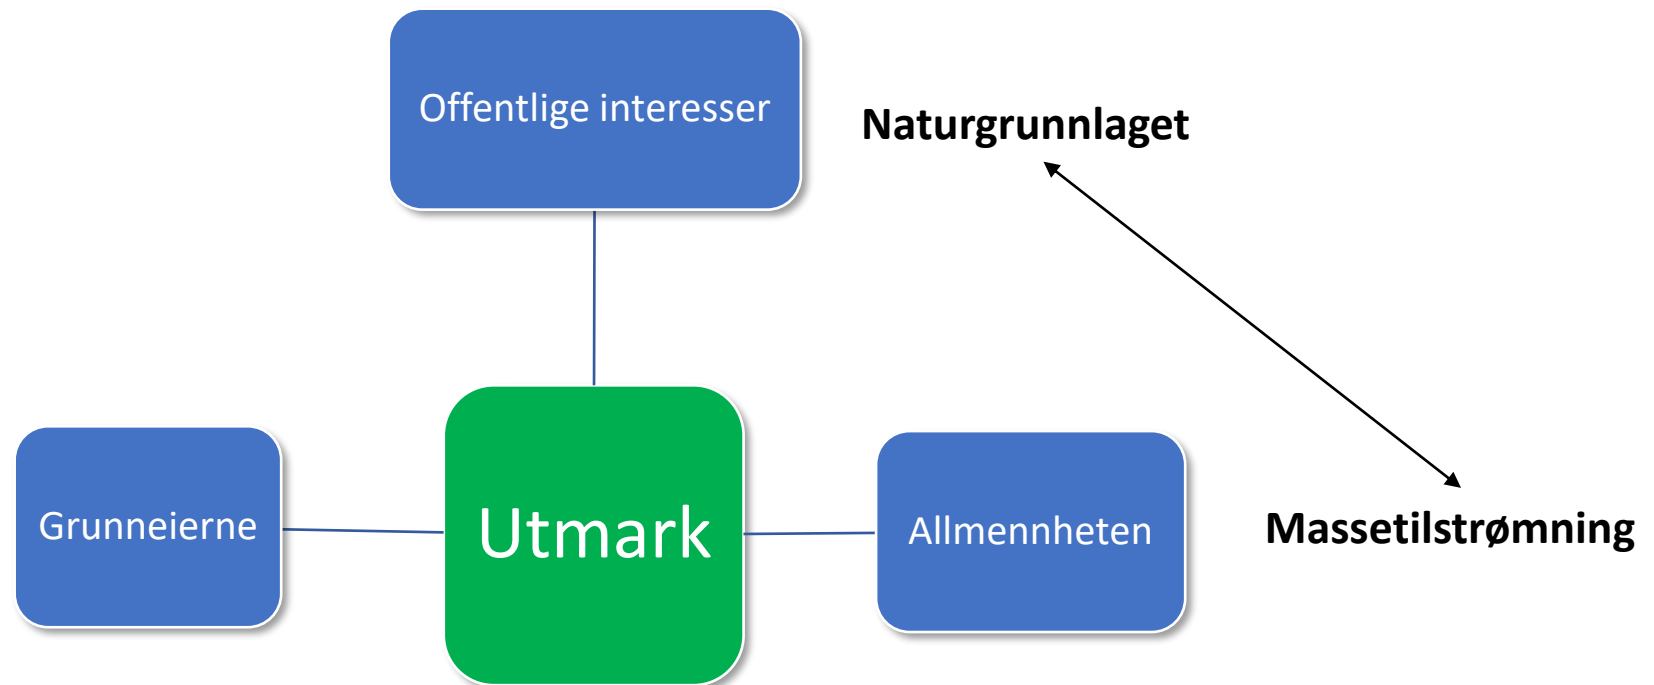 Offentlige interesser
Naturgrunnlaget
Grunneierne
Utmark
Allmennheten
Massetilstrømning